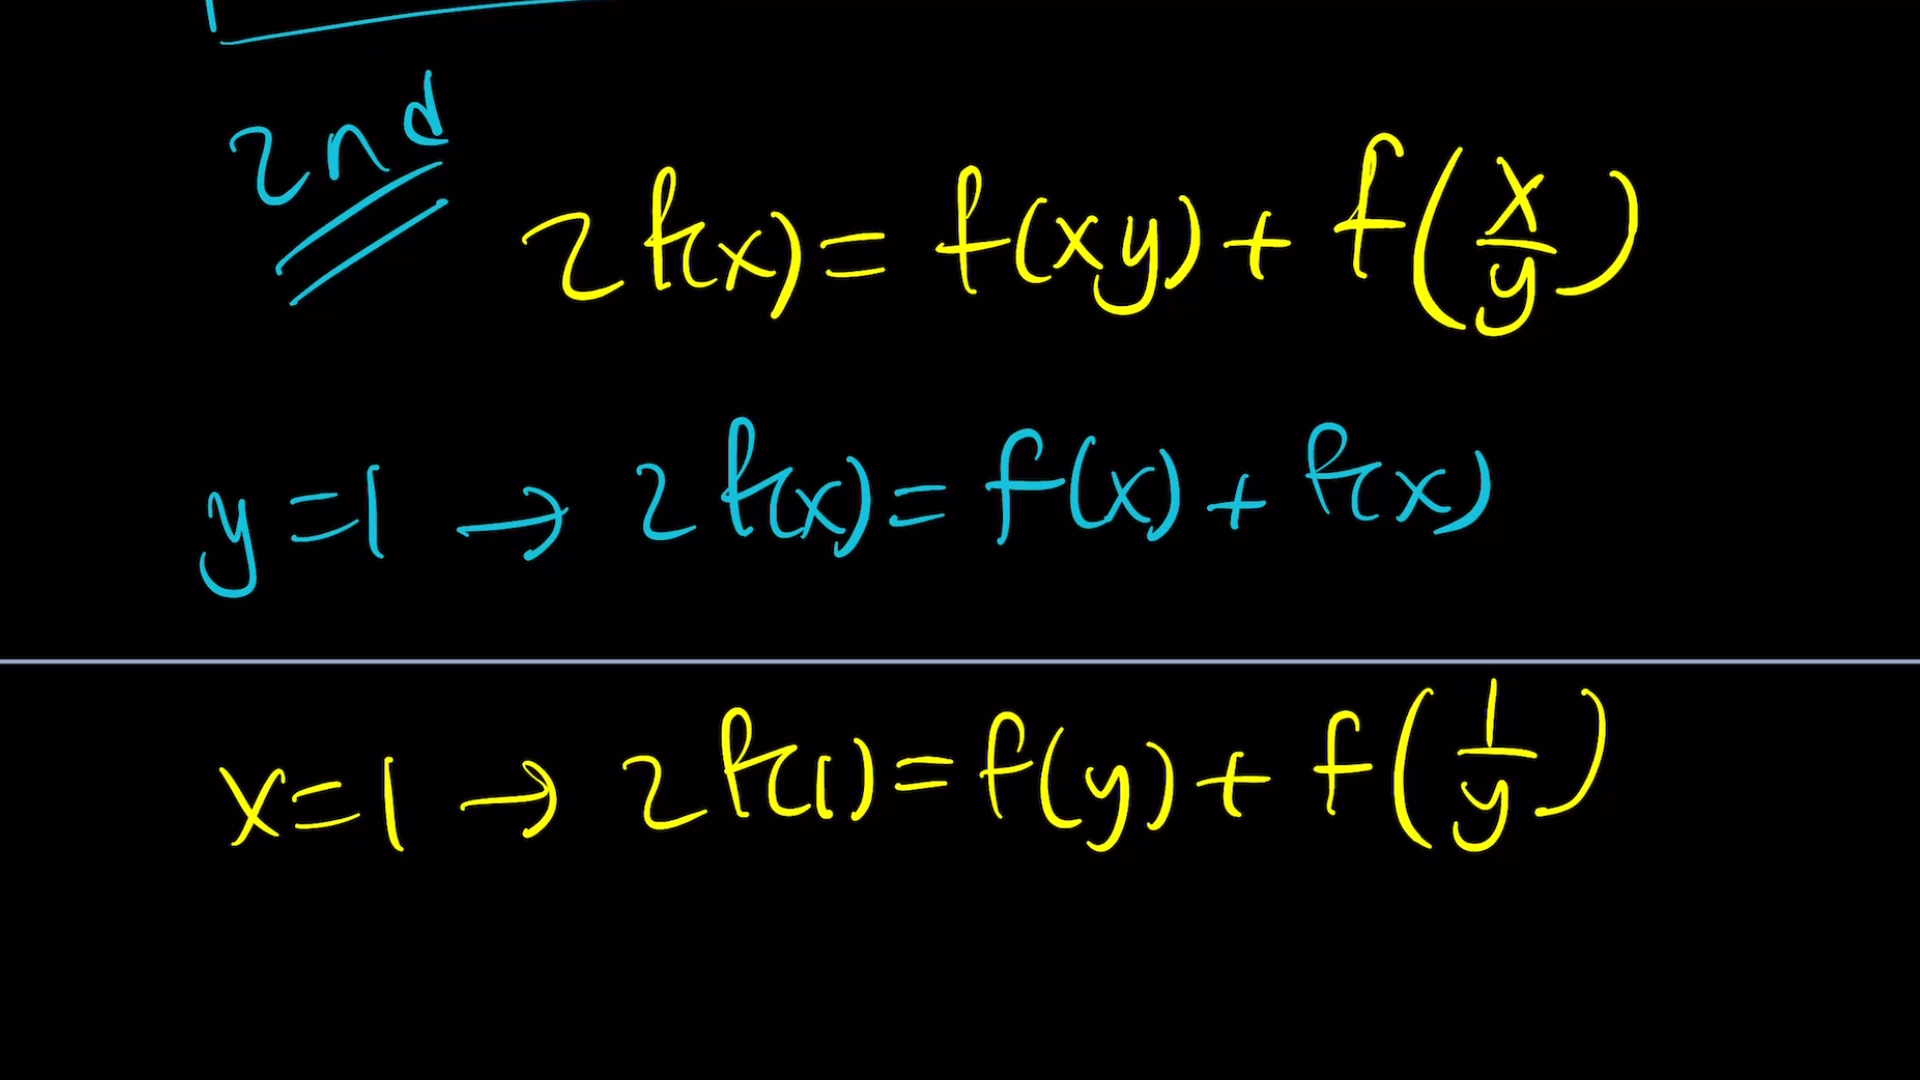 2nd
2f(x) = f(xy) + f(x/y)
y=1 → 2f(x) = f(x) + f(x)
x=1 → 2f(1) = f(y) + f(1/y)